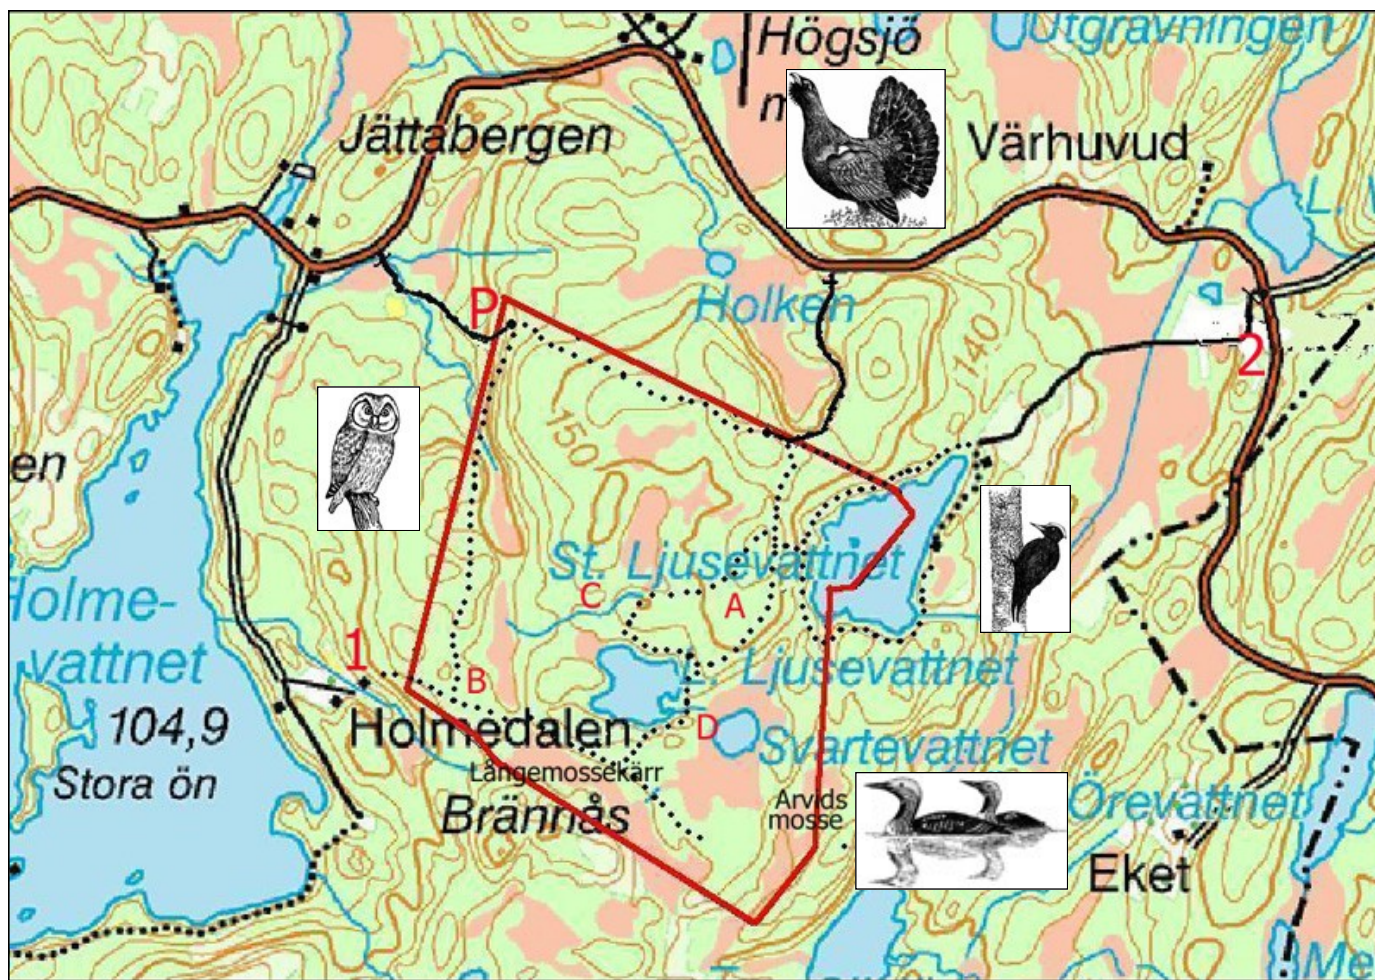 Utgravningen
Högsjö
m
Jättabergen
Värhuvud
L.
P
Holken
140
2
150
en
St. Ljusevattnet
C
A
Holme-
vattnet
1
L. Ljusevattnet
B
104,9
Holmedalen
D
Svartevattnet
Stora ön
Långemossekärr
Arvids
mosse
Örevattnet
Brännås
Eket
Me